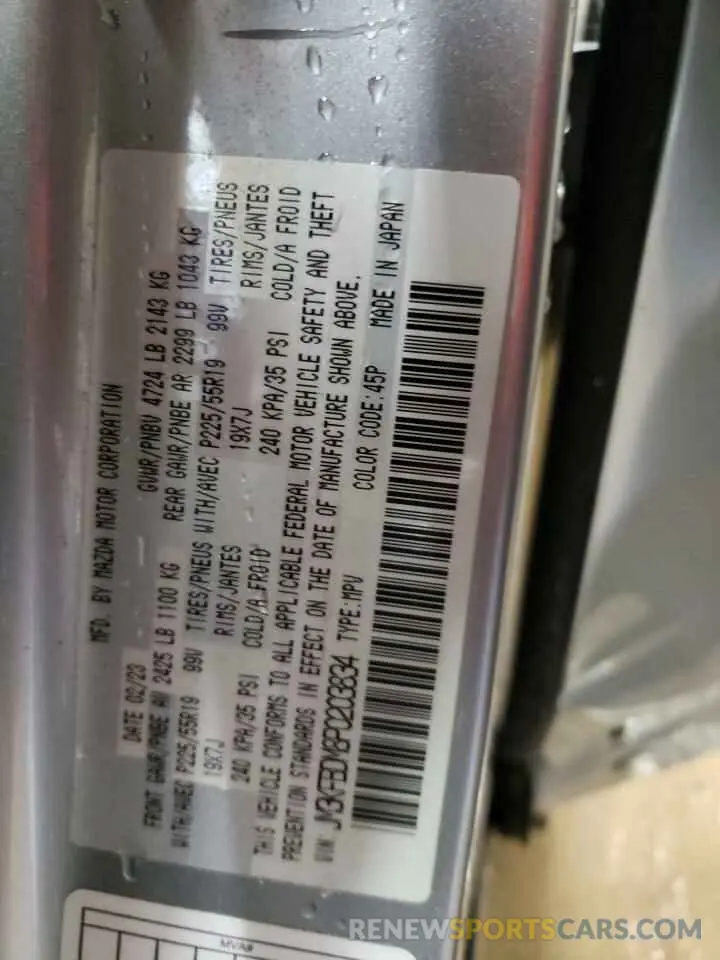 MFD. BY MAZDA MOTOR CORPORATION
DATE 02/23 GVWR/PNBV 4724 LB 2143 KG
FRONT GAWR/PNBE AV 2425 LB 1100 KG REAR GAWR/PNBE AR 2299 LB 1043 KG
WITH/AVEC P225/55R19 99V TIRES/PNEUS WITH/AVEC P225/55R19 99V TIRES/PNEUS
19X7J RIMS/JANTES 19X7J RIMS/JANTES
240 KPA/35 PSI COLD/A FROID 240 KPA/35 PSI COLD/A FROID
THIS VEHICLE CONFORMS TO ALL APPLICABLE FEDERAL MOTOR VEHICLE SAFETY AND THEFT
PREVENTION STANDARDS IN EFFECT ON THE DATE OF MANUFACTURE SHOWN ABOVE.
VIN: JM3KFBDM8P0203834 TYPE:MPV COLOR CODE:45P MADE IN JAPAN
MVA#
RENEWSPORTSCARS.COM